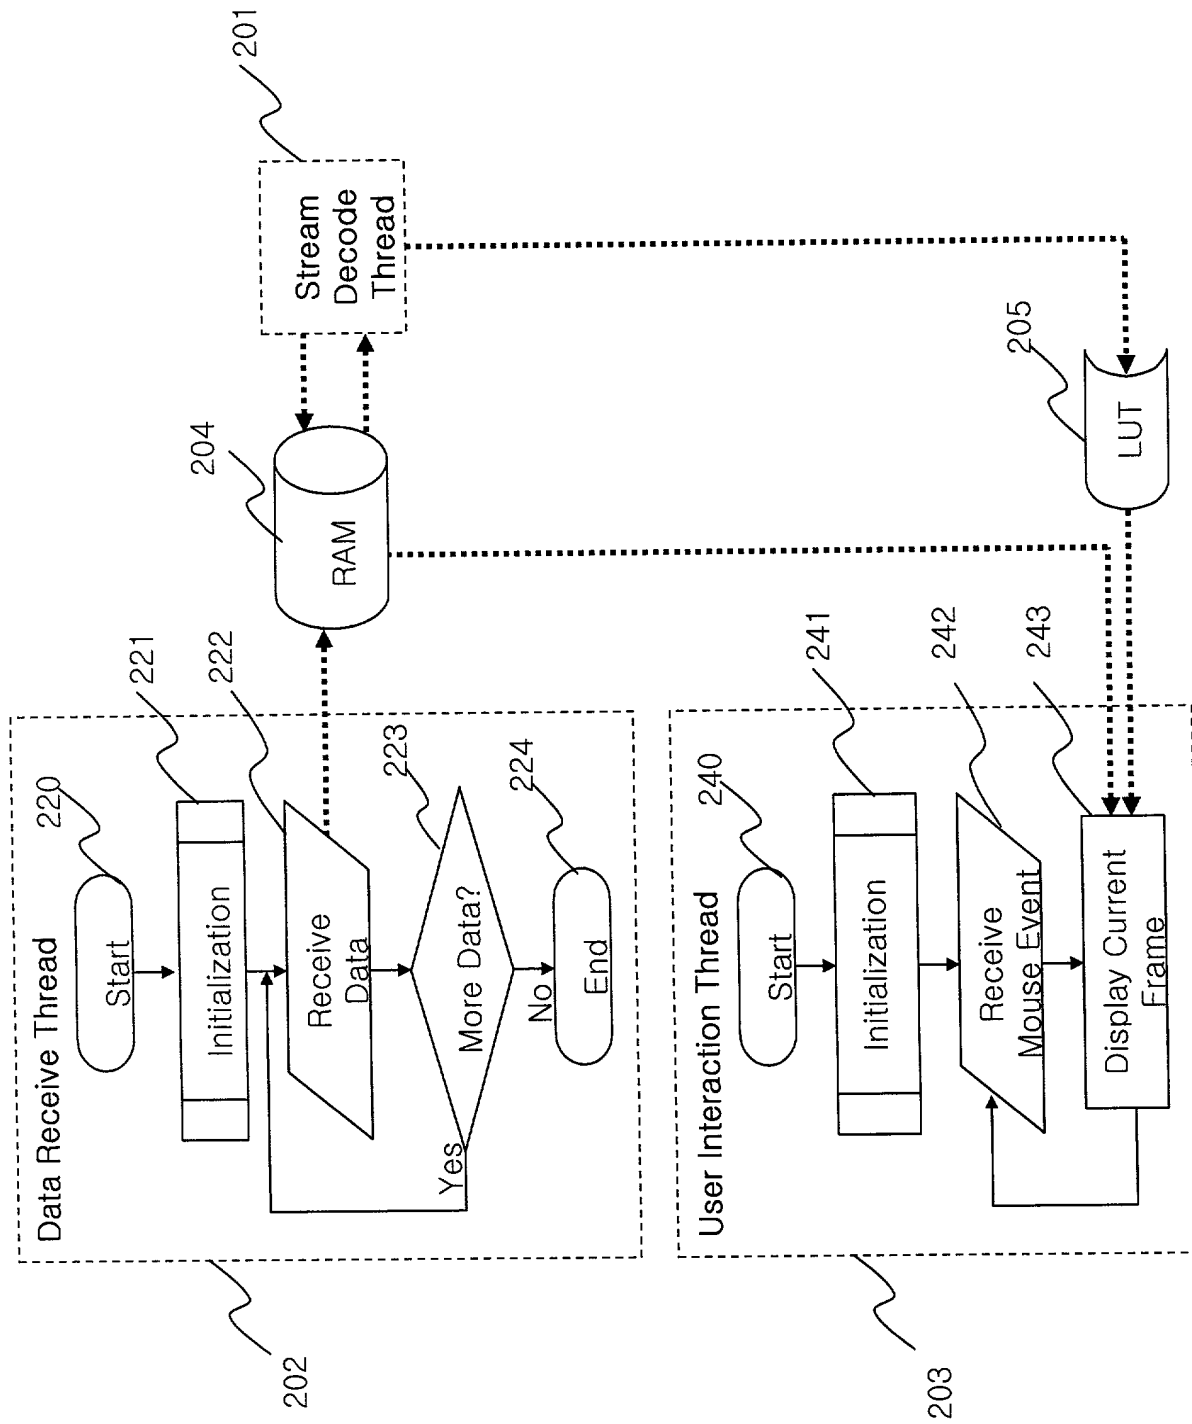 Data Receive Thread
Start
220
Initialization
221
Receive
Data
222
More Data?
223
Yes
No
End
224
202
RAM
204
Stream
Decode
Thread
201
User Interaction Thread
Start
240
Initialization
241
Receive
Mouse Event
242
Display Current
Frame
243
203
LUT
205